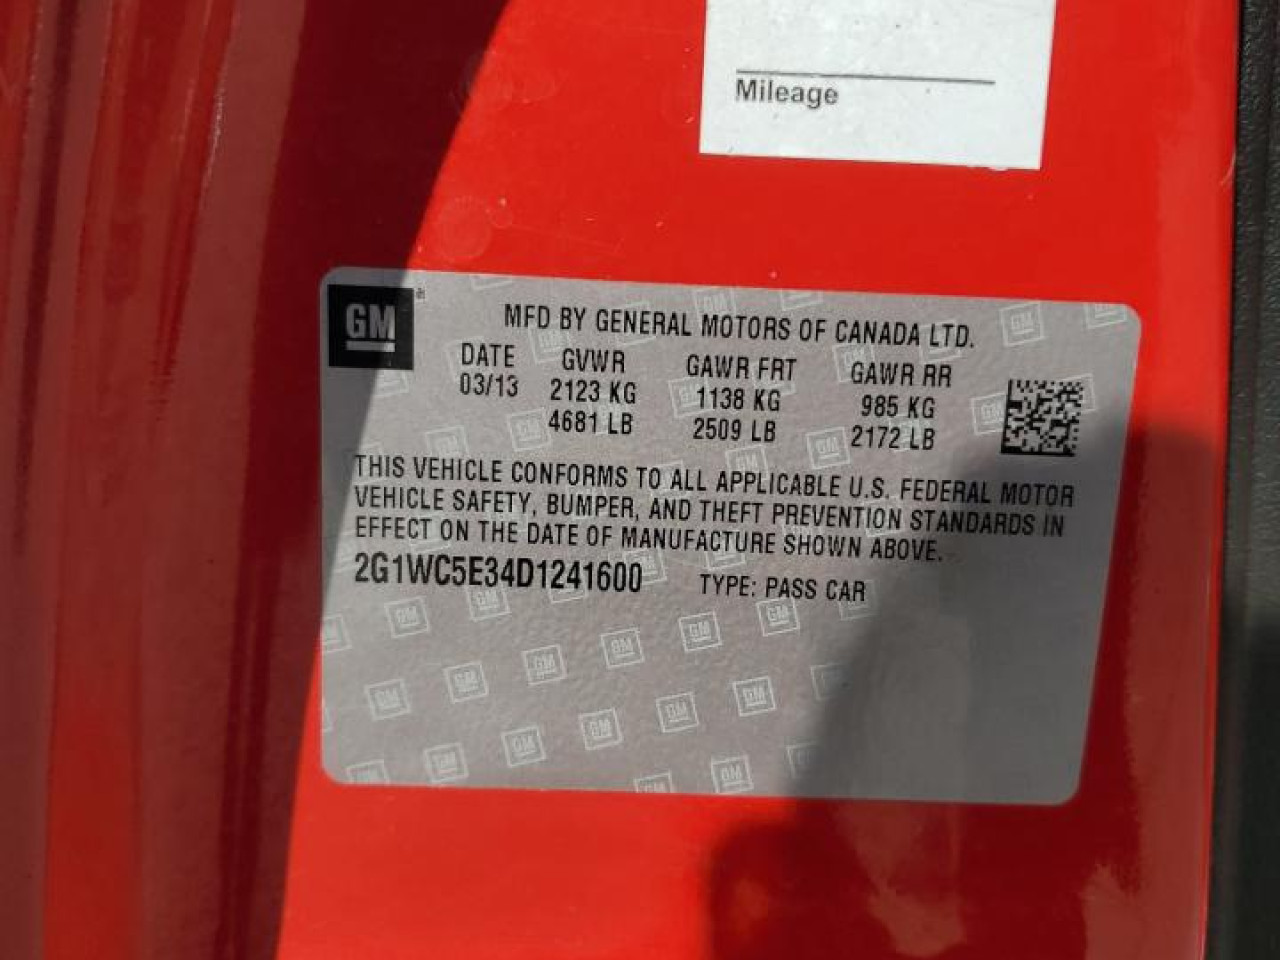 Mileage
GM
MFD BY GENERAL MOTORS OF CANADA LTD.
DATE GVWR GAWR FRT GAWR RR
03/13 2123 KG 1138 KG 985 KG
4681 LB 2509 LB 2172 LB
THIS VEHICLE CONFORMS TO ALL APPLICABLE U.S. FEDERAL MOTOR
VEHICLE SAFETY, BUMPER, AND THEFT PREVENTION STANDARDS IN
EFFECT ON THE DATE OF MANUFACTURE SHOWN ABOVE.
2G1WC5E34D1241600 TYPE: PASS CAR